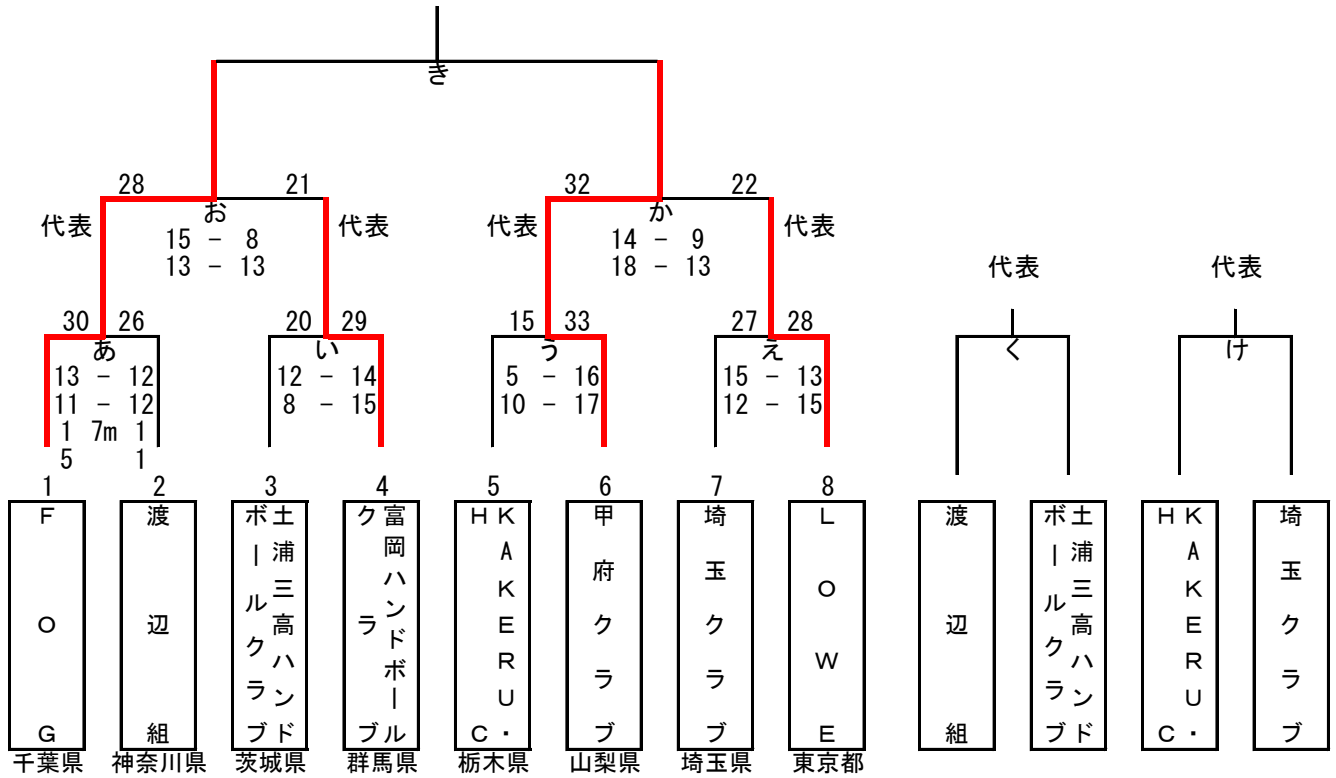 き
28 21 32 22
代表 お 代表 代表 か 代表
15 － 8 14 － 9
13 － 13 18 － 13
代表 代表
30 26 20 29 15 33 27 28
あ い う え く け
13 － 12 12 － 14 5 － 16 15 － 13
11 － 12 8 － 15 10 － 17 12 － 15
1 7m 1
5 1
1 2 3 4 5 6 7 8
ＦＯＧ
渡辺組
土浦三高ハンド
ボールクラブ
富岡ハンドボール
クラブ
ＫＡＫＥＲＵ・
ＨＣ
甲府クラブ
埼玉クラブ
ＬＯＷＥ
渡辺組
土浦三高ハンド
ボールクラブ
ＫＡＫＥＲＵ・
ＨＣ
埼玉クラブ
千葉県 神奈川県 茨城県 群馬県 栃木県 山梨県 埼玉県 東京都